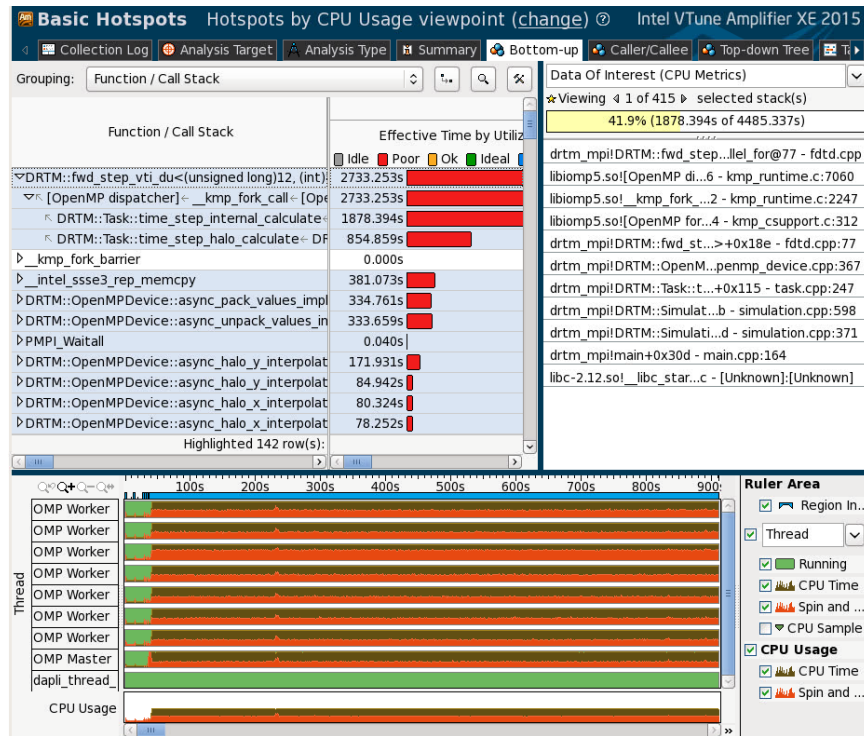 Basic Hotspots Hotspots by CPU Usage viewpoint (change) Intel VTune Amplifier XE 2015
Collection Log Analysis Target Analysis Type Summary Bottom-up Caller/Callee Top-down Tree
Grouping: Function / Call Stack
Function / Call Stack
Effective Time by Utiliz
Idle Poor Ok Ideal
DRTM::fwd_step_vti_du<(unsigned long)12, (int) 2733.253s
[OpenMP dispatcher]← __kmp_fork_call←[Ope 2733.253s
DRTM::Task::time_step_internal_calculate← 1878.394s
DRTM::Task::time_step_halo_calculate← DF 854.859s
__kmp_fork_barrier 0.000s
__intel_ssse3_rep_memcpy 381.073s
DRTM::OpenMPDevice::async_pack_values_impl 334.761s
DRTM::OpenMPDevice::async_unpack_values_in 333.659s
PMPI_Waitall 0.040s
DRTM::OpenMPDevice::async_halo_y_interpolat 171.931s
DRTM::OpenMPDevice::async_halo_y_interpolat 84.942s
DRTM::OpenMPDevice::async_halo_x_interpolat 80.324s
DRTM::OpenMPDevice::async_halo_x_interpolat 78.252s
Highlighted 142 row(s):
Data Of Interest (CPU Metrics)
Viewing 1 of 415 selected stack(s)
41.9% (1878.394s of 4485.337s)
drtm_mpi!DRTM::fwd_step...llel_for@77 - fdtd.cpp
libiomp5.so![OpenMP di...6 - kmp_runtime.c:7060
libiomp5.so!__kmp_fork_...2 - kmp_runtime.c:2247
libiomp5.so![OpenMP for...4 - kmp_csupport.c:312
drtm_mpi!DRTM::fwd_st...>+0x18e - fdtd.cpp:77
drtm_mpi!DRTM::OpenM...penmp_device.cpp:367
drtm_mpi!DRTM::Task::t...+0x115 - task.cpp:247
drtm_mpi!DRTM::Simulat...b - simulation.cpp:598
drtm_mpi!DRTM::Simulati...d - simulation.cpp:371
drtm_mpi!main+0x30d - main.cpp:164
libc-2.12.so!__libc_star...c - [Unknown]:[Unknown]
100s 200s 300s 400s 500s 600s 700s 800s 900s
Thread
OMP Worker
OMP Worker
OMP Worker
OMP Worker
OMP Worker
OMP Worker
OMP Worker
OMP Master
dapli_thread_
CPU Usage
Ruler Area
Region In..
Thread
Running
CPU Time
Spin and ...
CPU Sample
CPU Usage
CPU Time
Spin and ...